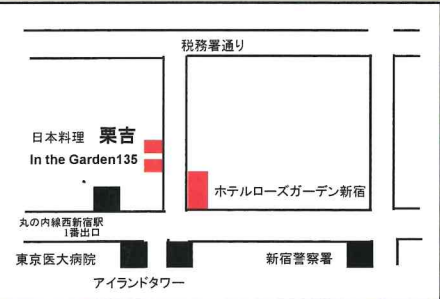 税務署通り
日本料理 栗吉
In the Garden135
ホテルローズガーデン新宿
丸の内線西新宿駅
1番出口
東京医大病院
新宿警察署
アイランドタワー